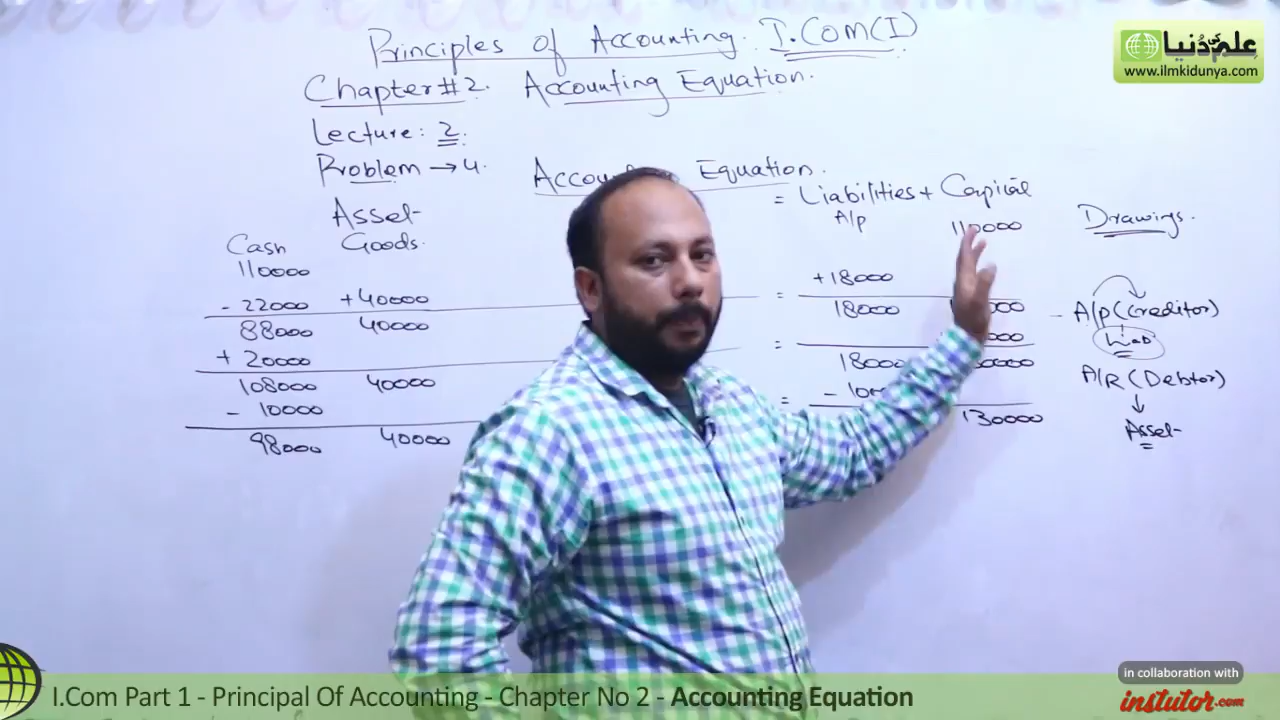 Principles of Accounting. I.COM(I)
علم کی دُنیا
www.ilmkidunya.com
Chapter#2. Accounting Equation.
Lecture: 2.
Problem → 4. Equation.
Asset = Liabilities + Capital
Drawings.
Cash Goods. A/p 110000
110000
- 22000 +40000 = +18000
88000 40000 18000
A/p (Creditor)
Liab
+ 20000 =
108000 40000 18000
A/R (Debtor)
Asset
- 10000 =
98000 40000 130000
in collaboration with
instutor.com
I.Com Part 1 - Principal Of Accounting - Chapter No 2 - Accounting Equation